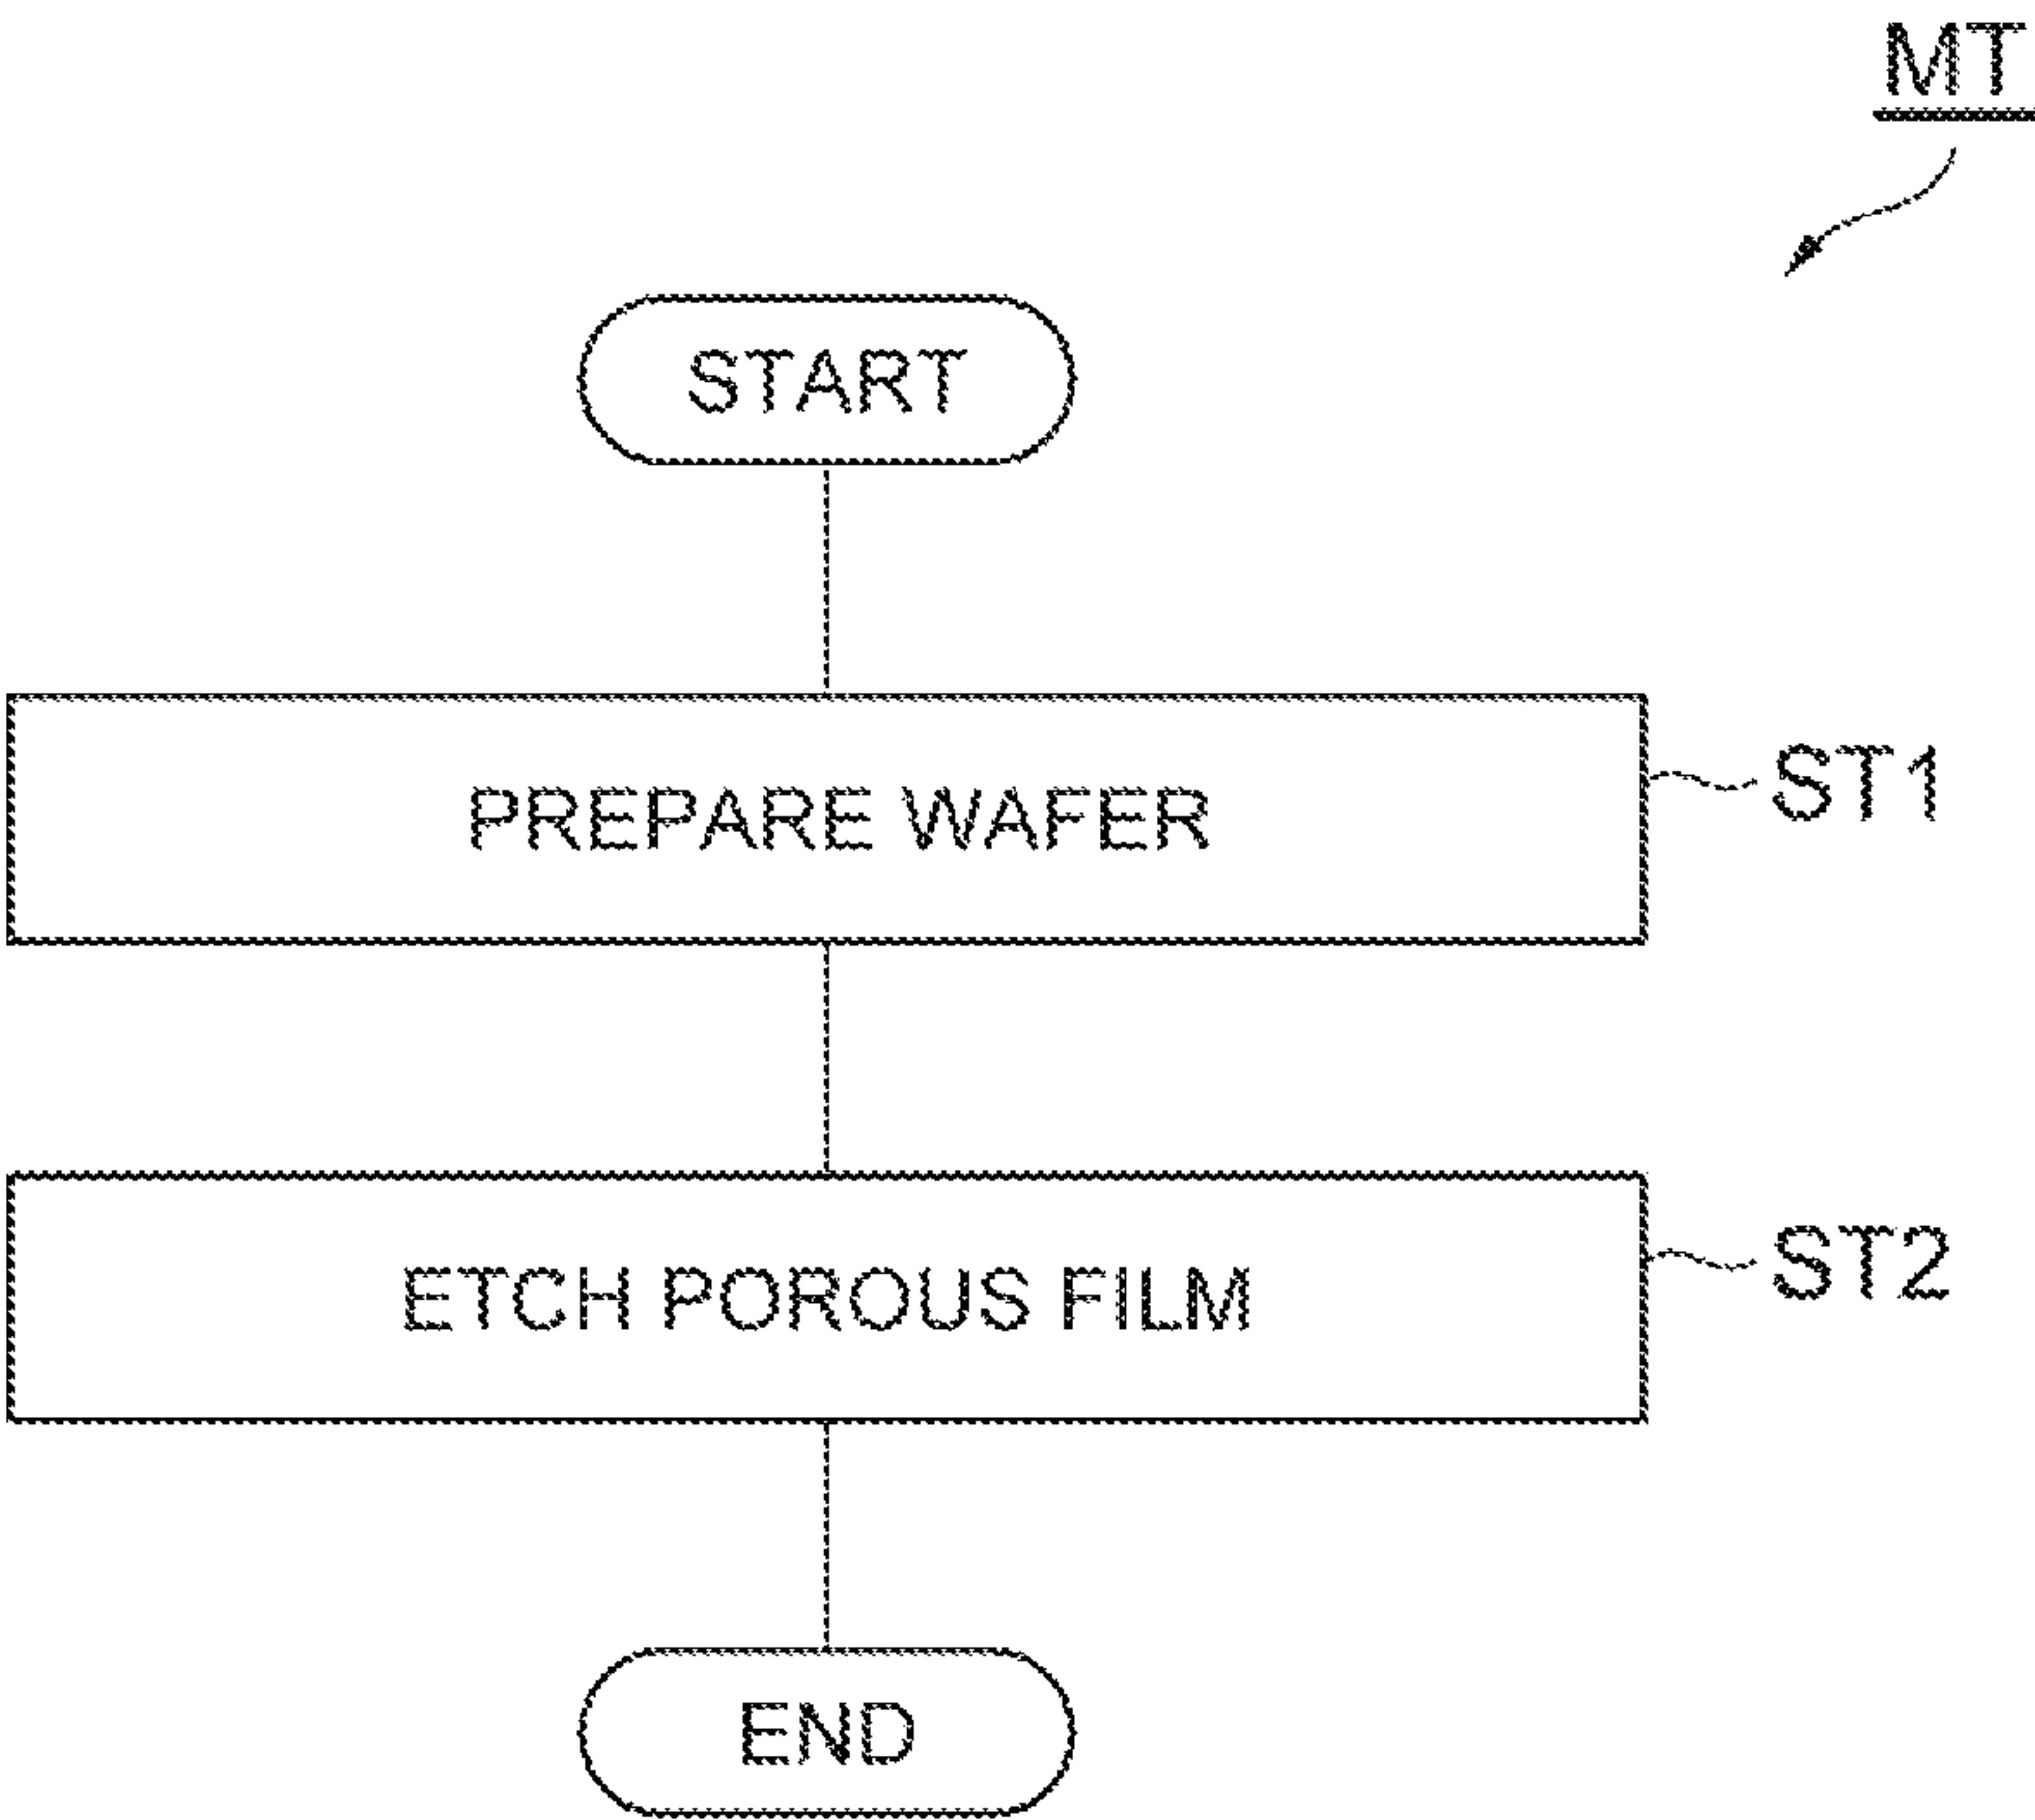 MT
START
PREPARE WAFER
ST1
ETCH POROUS FILM
ST2
END